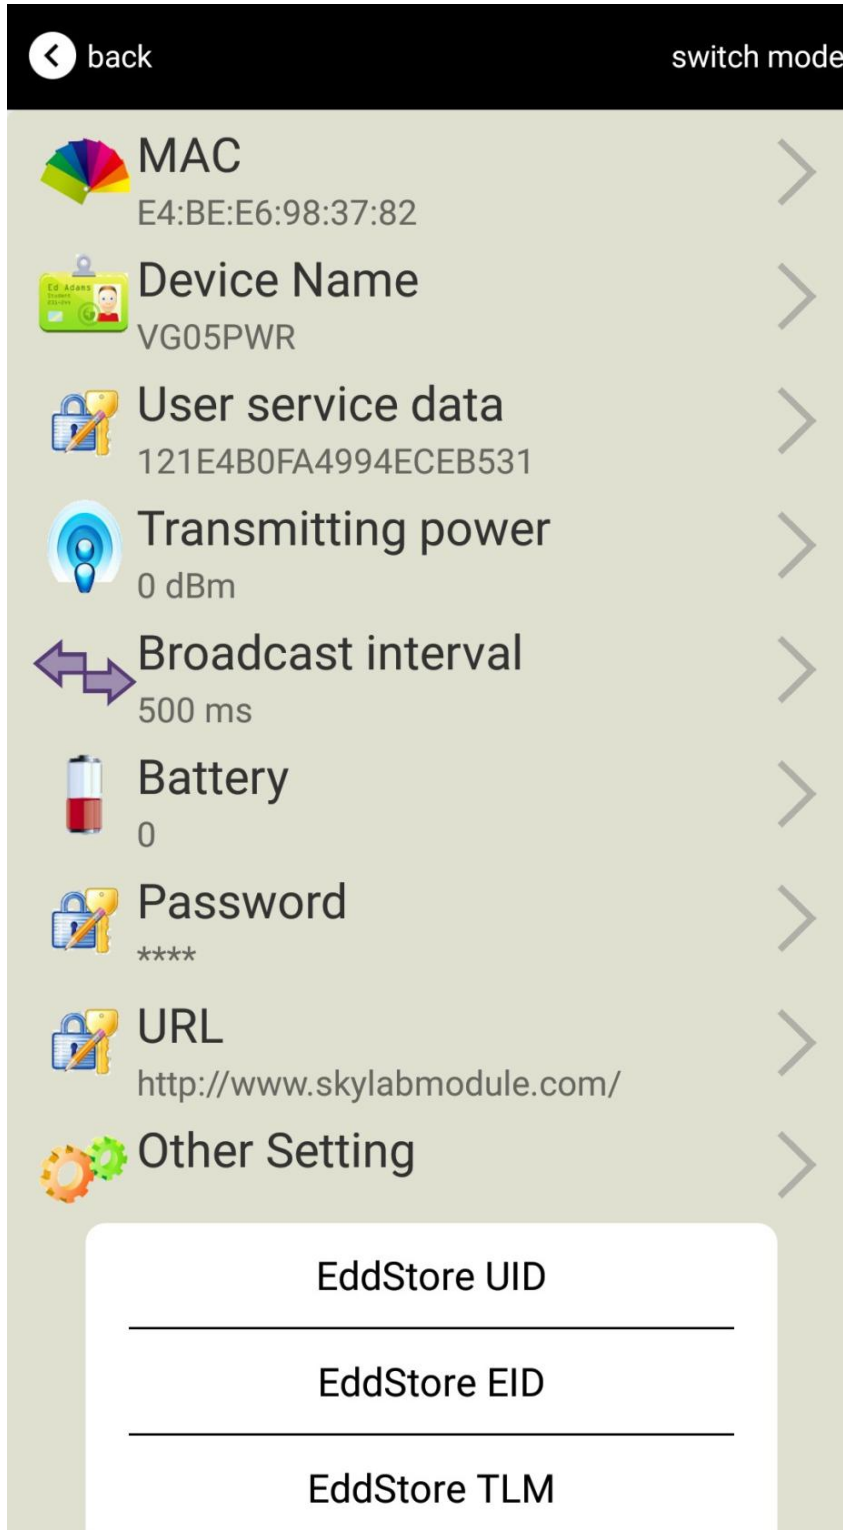 back
switch mode
MAC
E4:BE:E6:98:37:82
Device Name
VG05PWR
User service data
121E4B0FA4994ECEB531
Transmitting power
0 dBm
Broadcast interval
500 ms
Battery
0
Password
****
URL
http://www.skylabmodule.com/
Other Setting
EddStore UID
EddStore EID
EddStore TLM